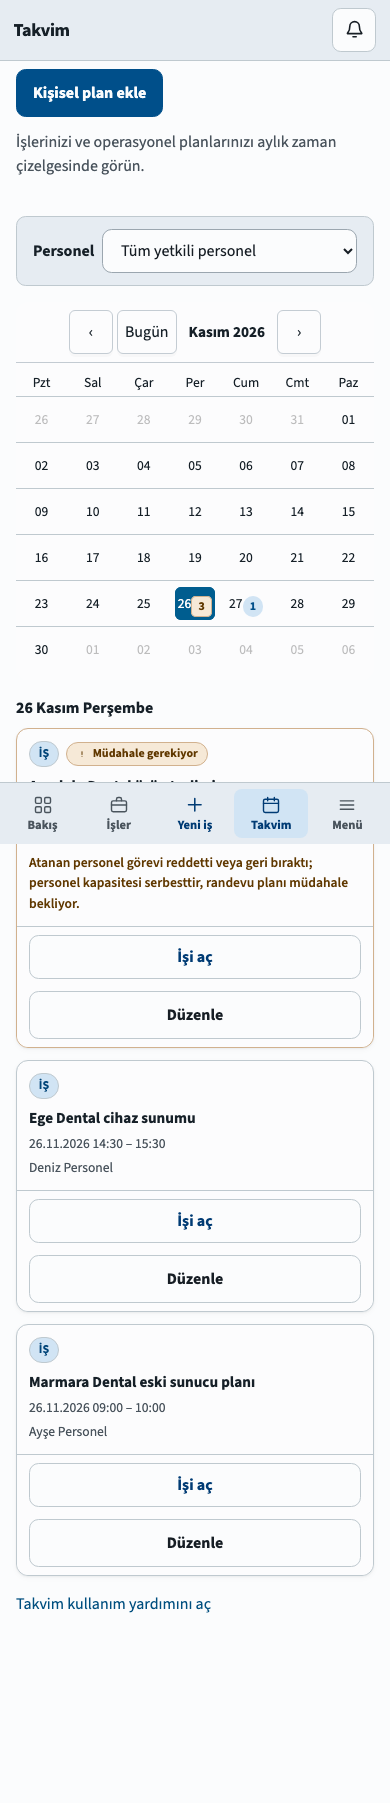 Takvim
Kişisel plan ekle
İşlerinizi ve operasyonel planlarınızı aylık zaman
çizelgesinde görün.
Personel Tüm yetkili personel
‹ Bugün Kasım 2026 ›
Pzt Sal Çar Per Cum Cmt Paz
26 27 28 29 30 31 01
02 03 04 05 06 07 08
09 10 11 12 13 14 15
16 17 18 19 20 21 22
23 24 25 26 3 27 1 28 29
30 01 02 03 04 05 06
26 Kasım Perşembe
İŞ ! Müdahale gerekiyor
Bakış İşler Yeni iş Takvim Menü
Atanan personel görevi reddetti veya geri bıraktı;
personel kapasitesi serbesttir, randevu planı müdahale
bekliyor.
İşi aç
Düzenle
İŞ
Ege Dental cihaz sunumu
26.11.2026 14:30 – 15:30
Deniz Personel
İşi aç
Düzenle
İŞ
Marmara Dental eski sunucu planı
26.11.2026 09:00 – 10:00
Ayşe Personel
İşi aç
Düzenle
Takvim kullanım yardımını aç